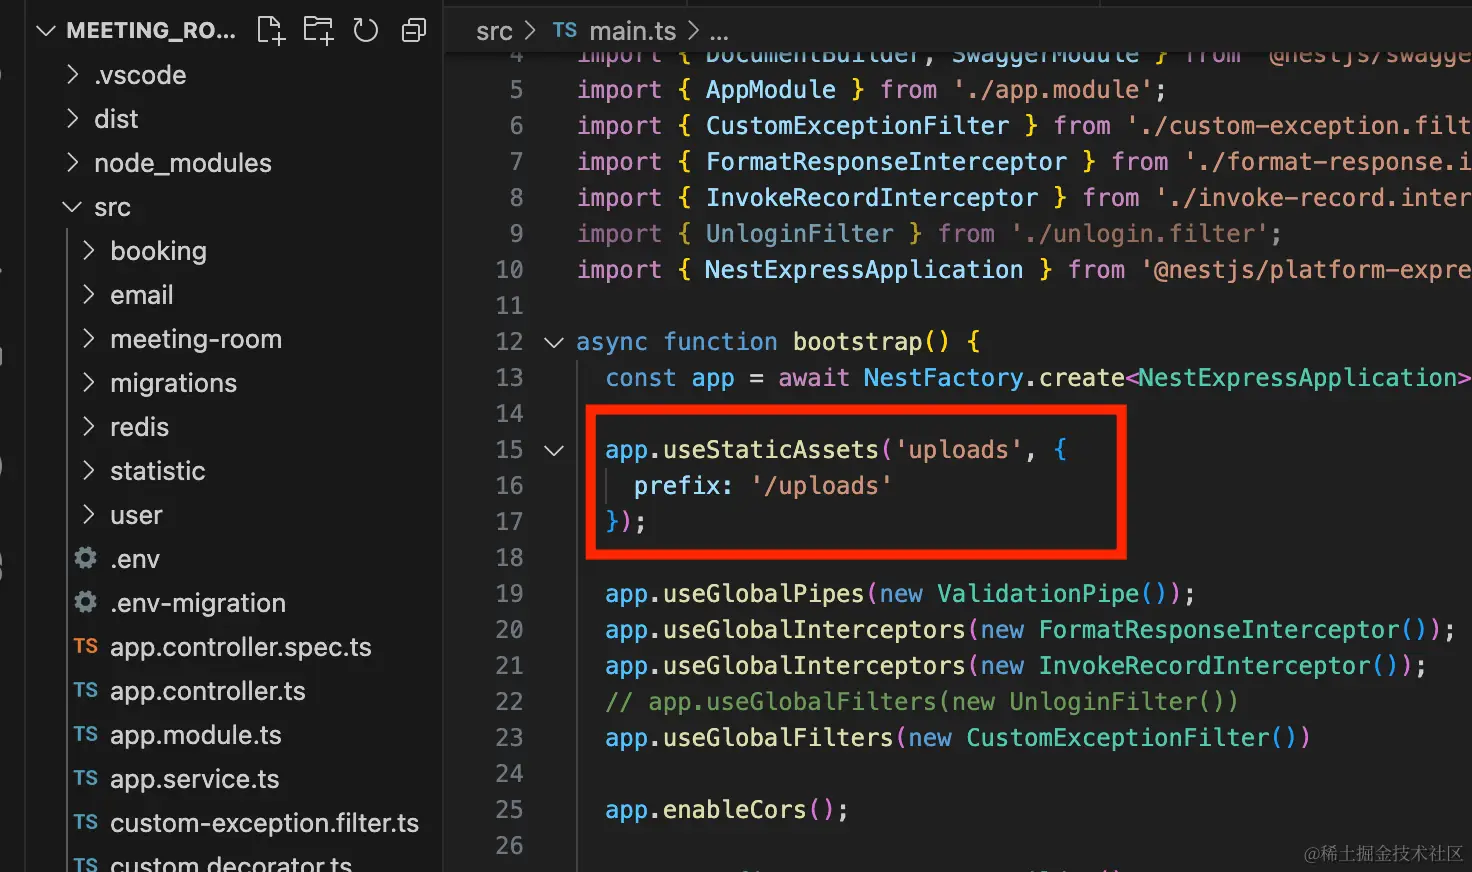 MEETING_RO...
.vscode
dist
node_modules
src
booking
email
meeting-room
migrations
redis
statistic
user
.env
.env-migration
TS app.controller.spec.ts
TS app.controller.ts
TS app.module.ts
TS app.service.ts
TS custom-exception.filter.ts
TS custom.decorator.ts
src > TS main.ts > ...
4 import { DocumentBuilder, SwaggerModule } from '@nestjs/swagge
5 import { AppModule } from './app.module';
6 import { CustomExceptionFilter } from './custom-exception.filt
7 import { FormatResponseInterceptor } from './format-response.i
8 import { InvokeRecordInterceptor } from './invoke-record.inter
9 import { UnloginFilter } from './unlogin.filter';
10 import { NestExpressApplication } from '@nestjs/platform-expre
11
12 async function bootstrap() {
13 const app = await NestFactory.create<NestExpressApplication>
14
15 app.useStaticAssets('uploads', {
16 prefix: '/uploads'
17 });
18
19 app.useGlobalPipes(new ValidationPipe());
20 app.useGlobalInterceptors(new FormatResponseInterceptor());
21 app.useGlobalInterceptors(new InvokeRecordInterceptor());
22 // app.useGlobalFilters(new UnloginFilter())
23 app.useGlobalFilters(new CustomExceptionFilter())
24
25 app.enableCors();
26
@稀土掘金技术社区